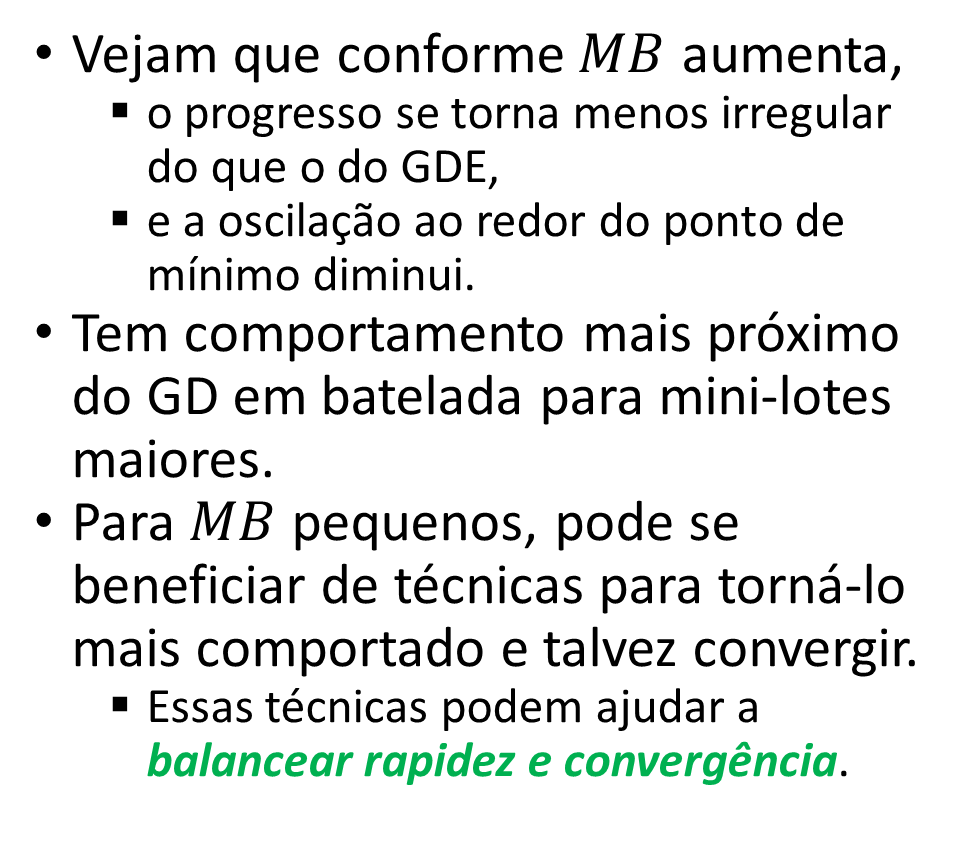 • Vejam que conforme 𝑀𝐵 aumenta,
▪ o progresso se torna menos irregular
do que o do GDE,
▪ e a oscilação ao redor do ponto de
mínimo diminui.
• Tem comportamento mais próximo
do GD em batelada para mini-lotes
maiores.
• Para 𝑀𝐵 pequenos, pode se
beneficiar de técnicas para torná-lo
mais comportado e talvez convergir.
▪ Essas técnicas podem ajudar a
balancear rapidez e convergência.